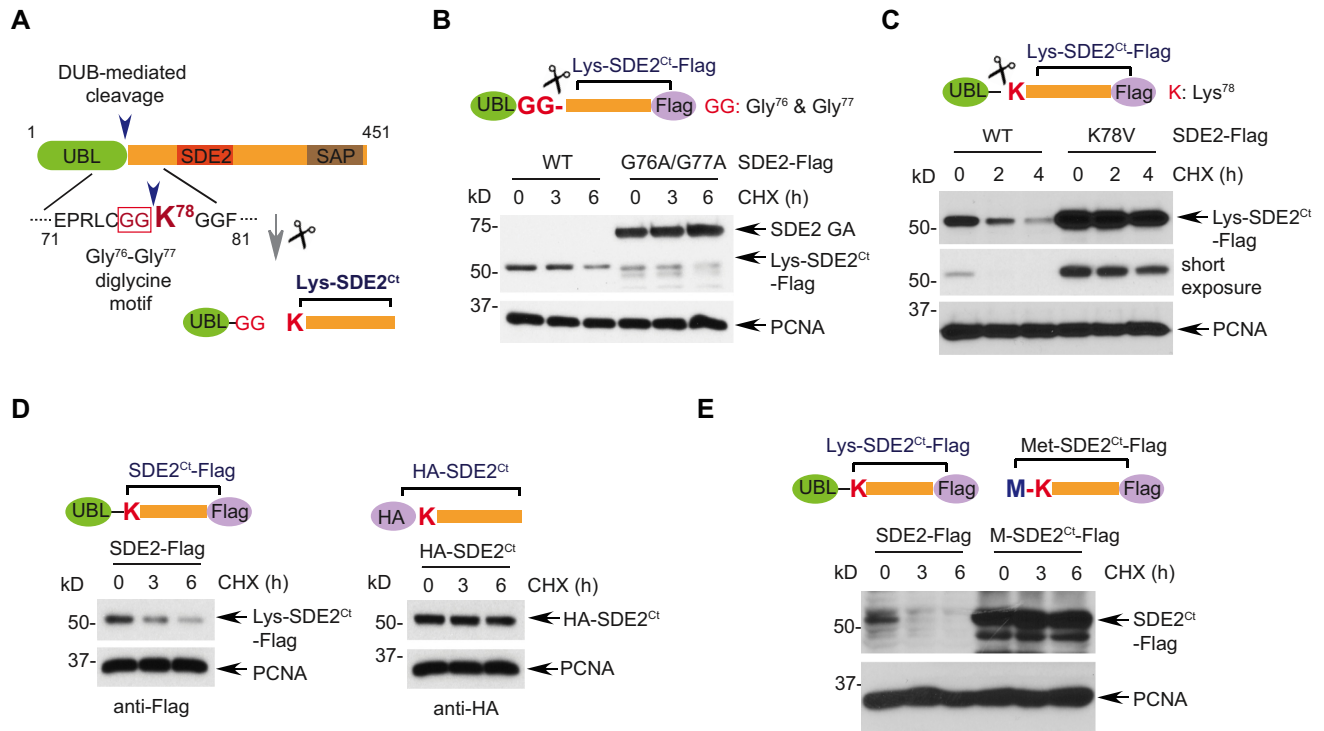 A
DUB-mediated
cleavage
1
451
UBL
SDE2
SAP
····EPRLCGG K⁷⁸GGF····
71
81
Gly⁷⁶-Gly⁷⁷
diglycine
motif
Lys-SDE2ᶜᵗ
UBL GG
K
B
Lys-SDE2ᶜᵗ-Flag
UBL GG- Flag
GG: Gly⁷⁶ & Gly⁷⁷
WT G76A/G77A SDE2-Flag
kD 0 3 6 0 3 6 CHX (h)
75-
SDE2 GA
Lys-SDE2ᶜᵗ
-Flag
50-
37-
PCNA
C
Lys-SDE2ᶜᵗ-Flag
UBL K Flag
K: Lys⁷⁸
WT K78V SDE2-Flag
kD 0 2 4 0 2 4 CHX (h)
50-
Lys-SDE2ᶜᵗ
-Flag
50-
short
exposure
37-
PCNA
D
SDE2ᶜᵗ-Flag
UBL K Flag
SDE2-Flag
kD 0 3 6 CHX (h)
50-
Lys-SDE2ᶜᵗ
-Flag
37-
PCNA
anti-Flag
HA-SDE2ᶜᵗ
HA K
HA-SDE2ᶜᵗ
kD 0 3 6 CHX (h)
50-
HA-SDE2ᶜᵗ
37-
PCNA
anti-HA
E
Lys-SDE2ᶜᵗ-Flag
UBL K Flag
Met-SDE2ᶜᵗ-Flag
M-K Flag
SDE2-Flag M-SDE2ᶜᵗ-Flag
kD 0 3 6 0 3 6 CHX (h)
50-
SDE2ᶜᵗ
-Flag
37-
PCNA